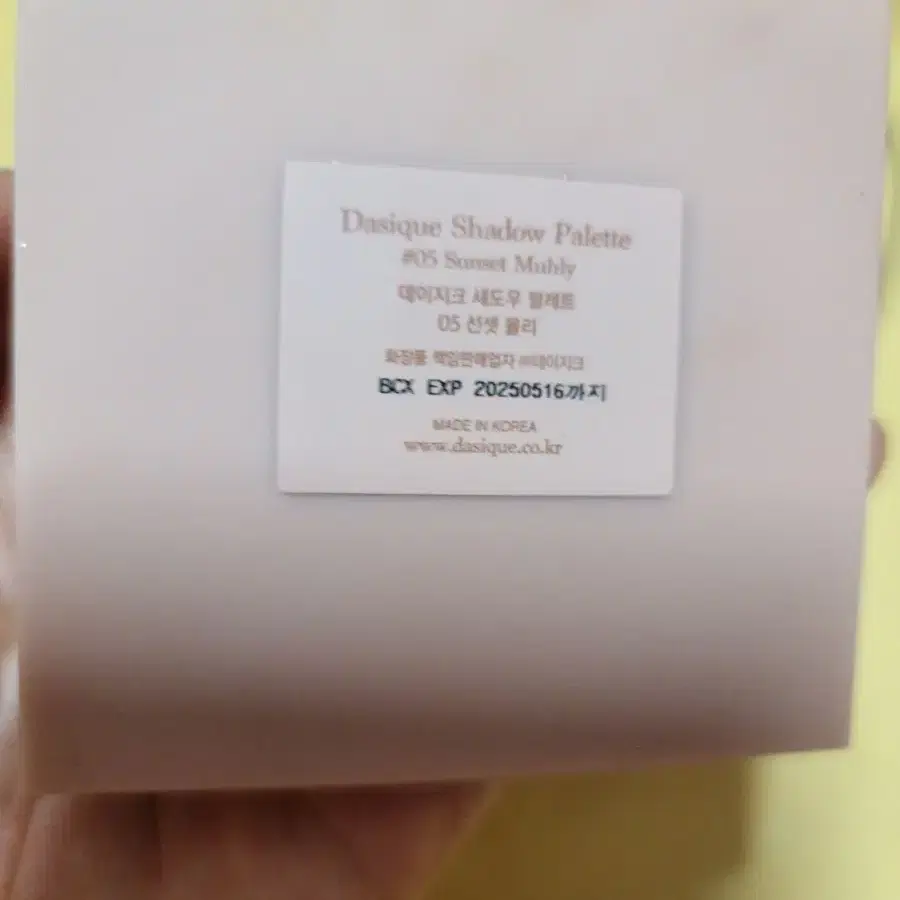 Dasique Shadow Palette
#05 Sunset Muhly
데이지크 섀도우 팔레트
05 선셋 뮬리
화장품 책임판매업자 ㈜데이지크
BCX EXP 20250516까지
MADE IN KOREA
www.dasique.co.kr